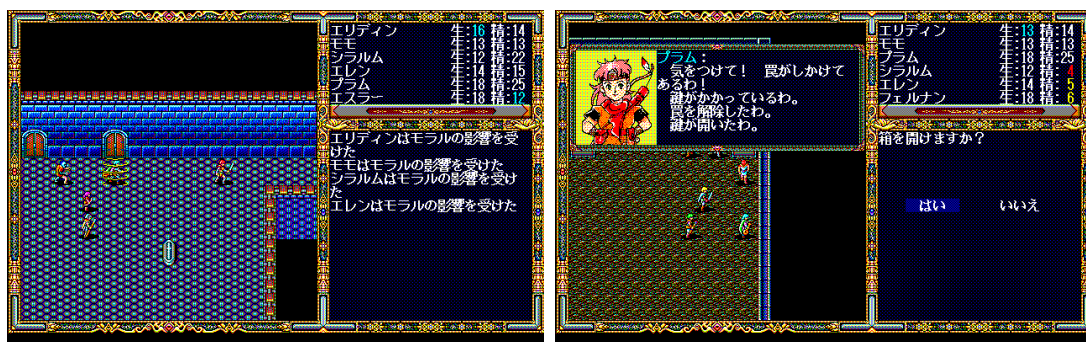 エリディン 生:16 精:14
モモ 生:13 精:13
シラルム 生:12 精:22
エレン 生:14 精:15
プラム 生:18 精:25
エスラー 生:18 精:12
エリディンはモラルの影響を受
けた
モモはモラルの影響を受けた
シラルムはモラルの影響を受け
た
エレンはモラルの影響を受けた
プラム:
気をつけて! 罠がしかけて
あるわ!
鍵がかかっているわ。
罠を解除したわ。
鍵が開いたわ。
エリディン 生:13 精:14
モモ 生:13 精:13
プラム 生:18 精:25
シラルム 生:12 精: 4
エレン 生:14 精: 5
フェルナン 生:18 精: 6
箱を開けますか?
はい いいえ